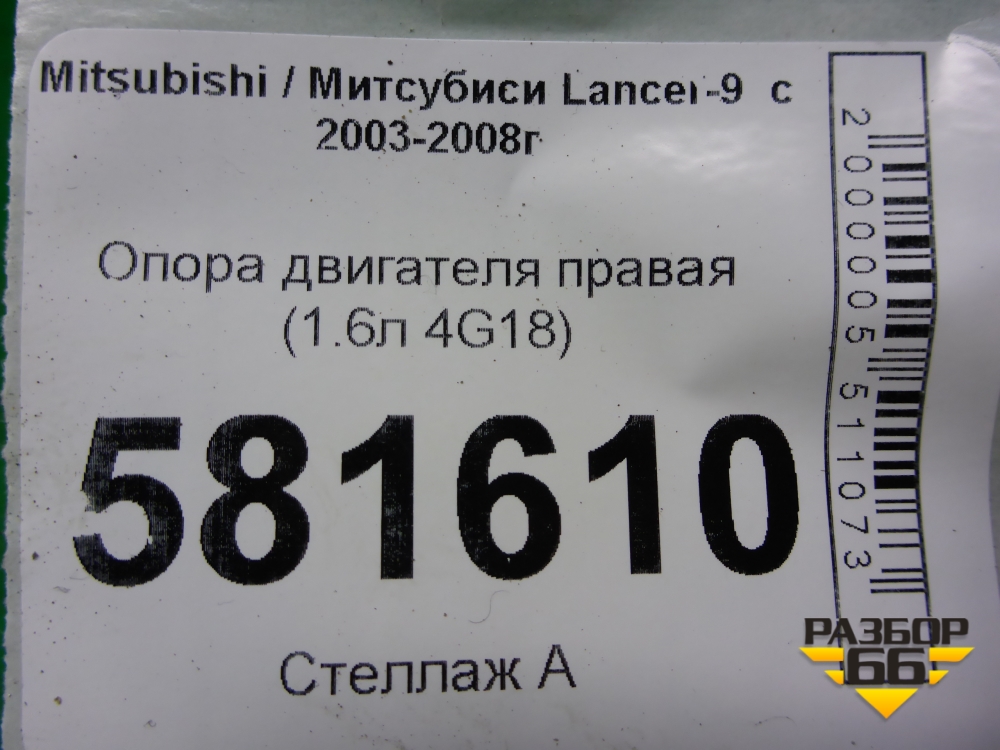 Mitsubishi / Митсубиси Lancer-9 с
2003-2008г
Опора двигателя правая
(1.6л 4G18)
581610
Стеллаж А
2000005511073
РАЗБОР
66